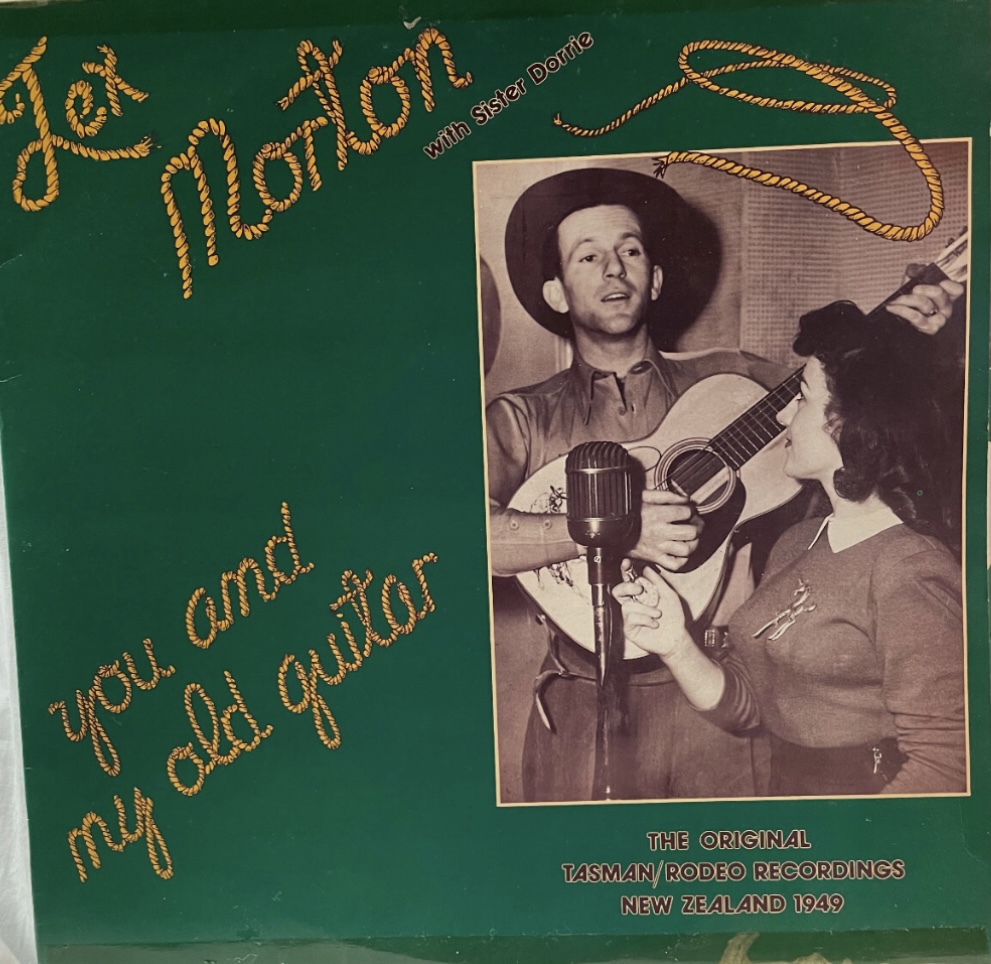 Tex
Morton
with Sister Dorrie
you and
my old guitar
THE ORIGINAL
TASMAN/RODEO RECORDINGS
NEW ZEALAND 1949